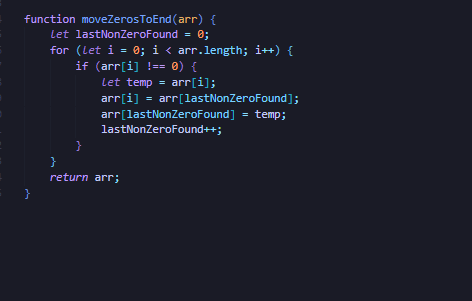 function moveZerosToEnd(arr) {
    let lastNonZeroFound = 0;
    for (let i = 0; i < arr.length; i++) {
        if (arr[i] !== 0) {
            let temp = arr[i];
            arr[i] = arr[lastNonZeroFound];
            arr[lastNonZeroFound] = temp;
            lastNonZeroFound++;
        }
    }
    return arr;
}